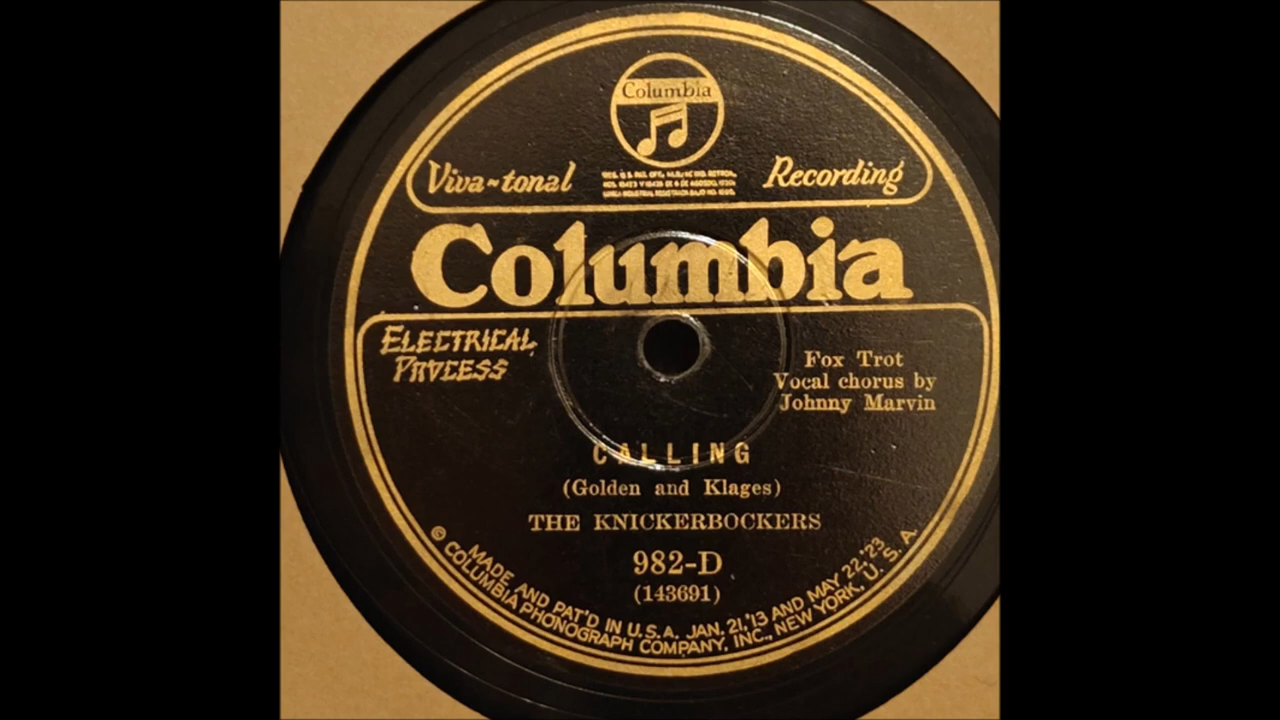 Columbia
Viva-tonal
Recording
Columbia
ELECTRICAL
PROCESS
Fox Trot
Vocal chorus by
Johnny Marvin
CALLING
(Golden and Klages)
THE KNICKERBOCKERS
982-D
(143691)
MADE AND PAT'D IN U.S.A. JAN. 21,'13 AND MAY 22,'23
© COLUMBIA PHONOGRAPH COMPANY, INC., NEW YORK, U. S. A.